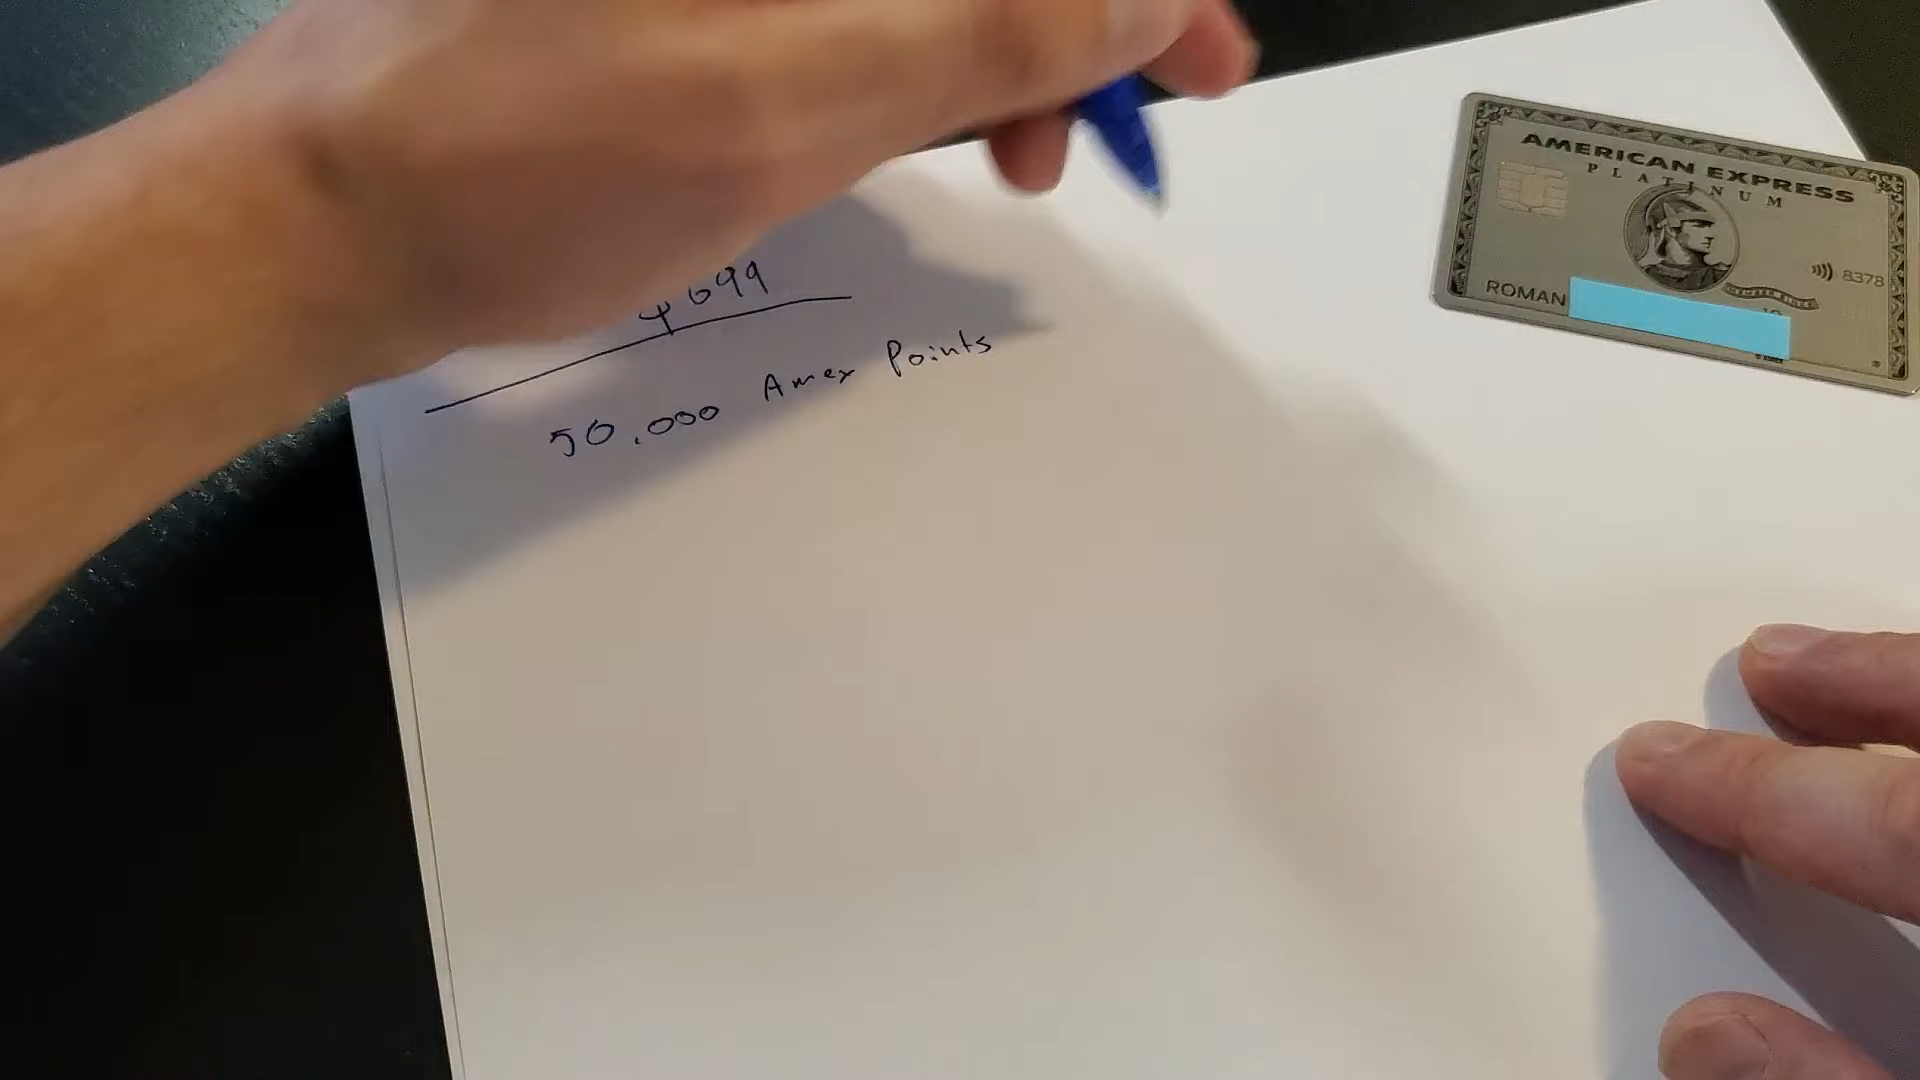 $699
50,000 Amex Points
AMERICAN EXPRESS
PLATINUM
8378
ROMAN